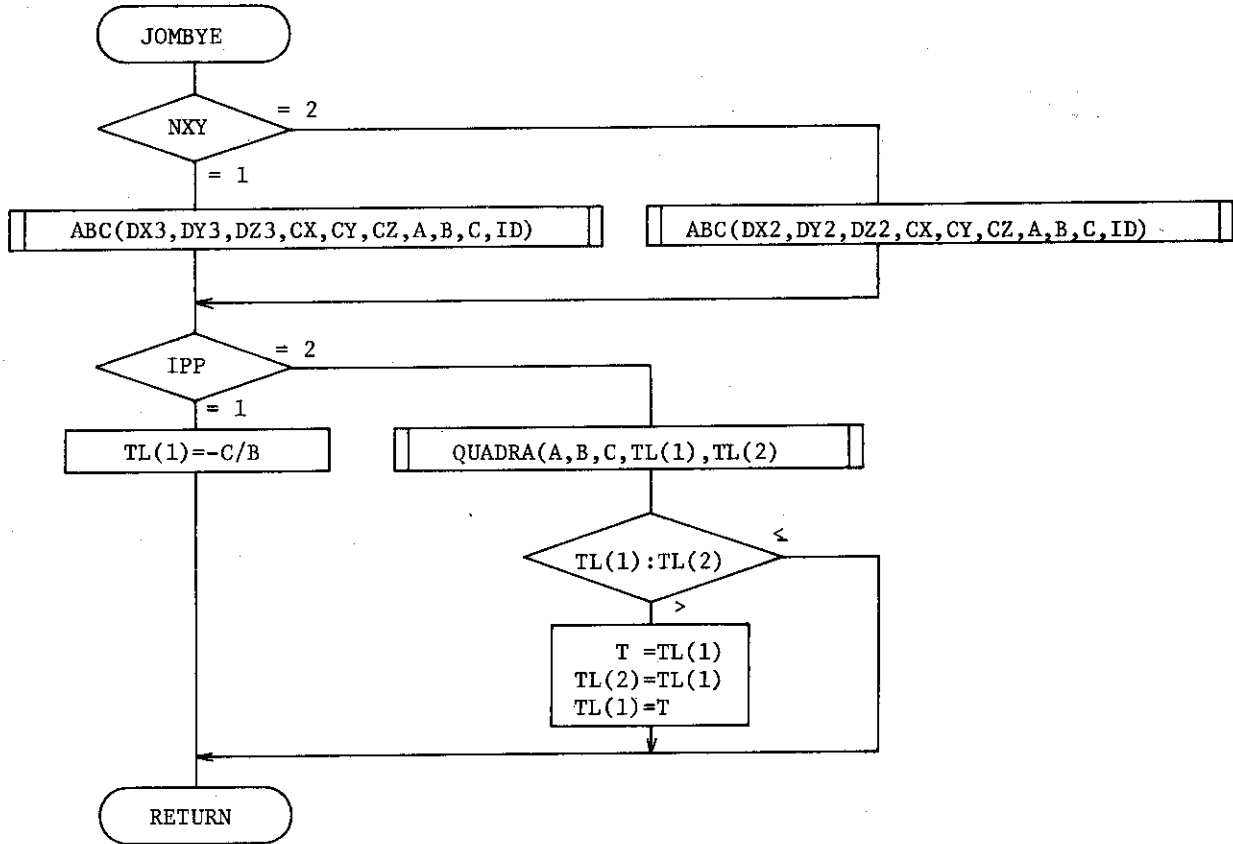 JOMBYE
= 2
NXY
= 1
ABC(DX3,DY3,DZ3,CX,CY,CZ,A,B,C,ID)
ABC(DX2,DY2,DZ2,CX,CY,CZ,A,B,C,ID)
= 2
IPP
= 1
TL(1)=-C/B
QUADRA(A,B,C,TL(1),TL(2)
≤
TL(1):TL(2)
>
T =TL(1)
TL(2)=TL(1)
TL(1)=T
RETURN